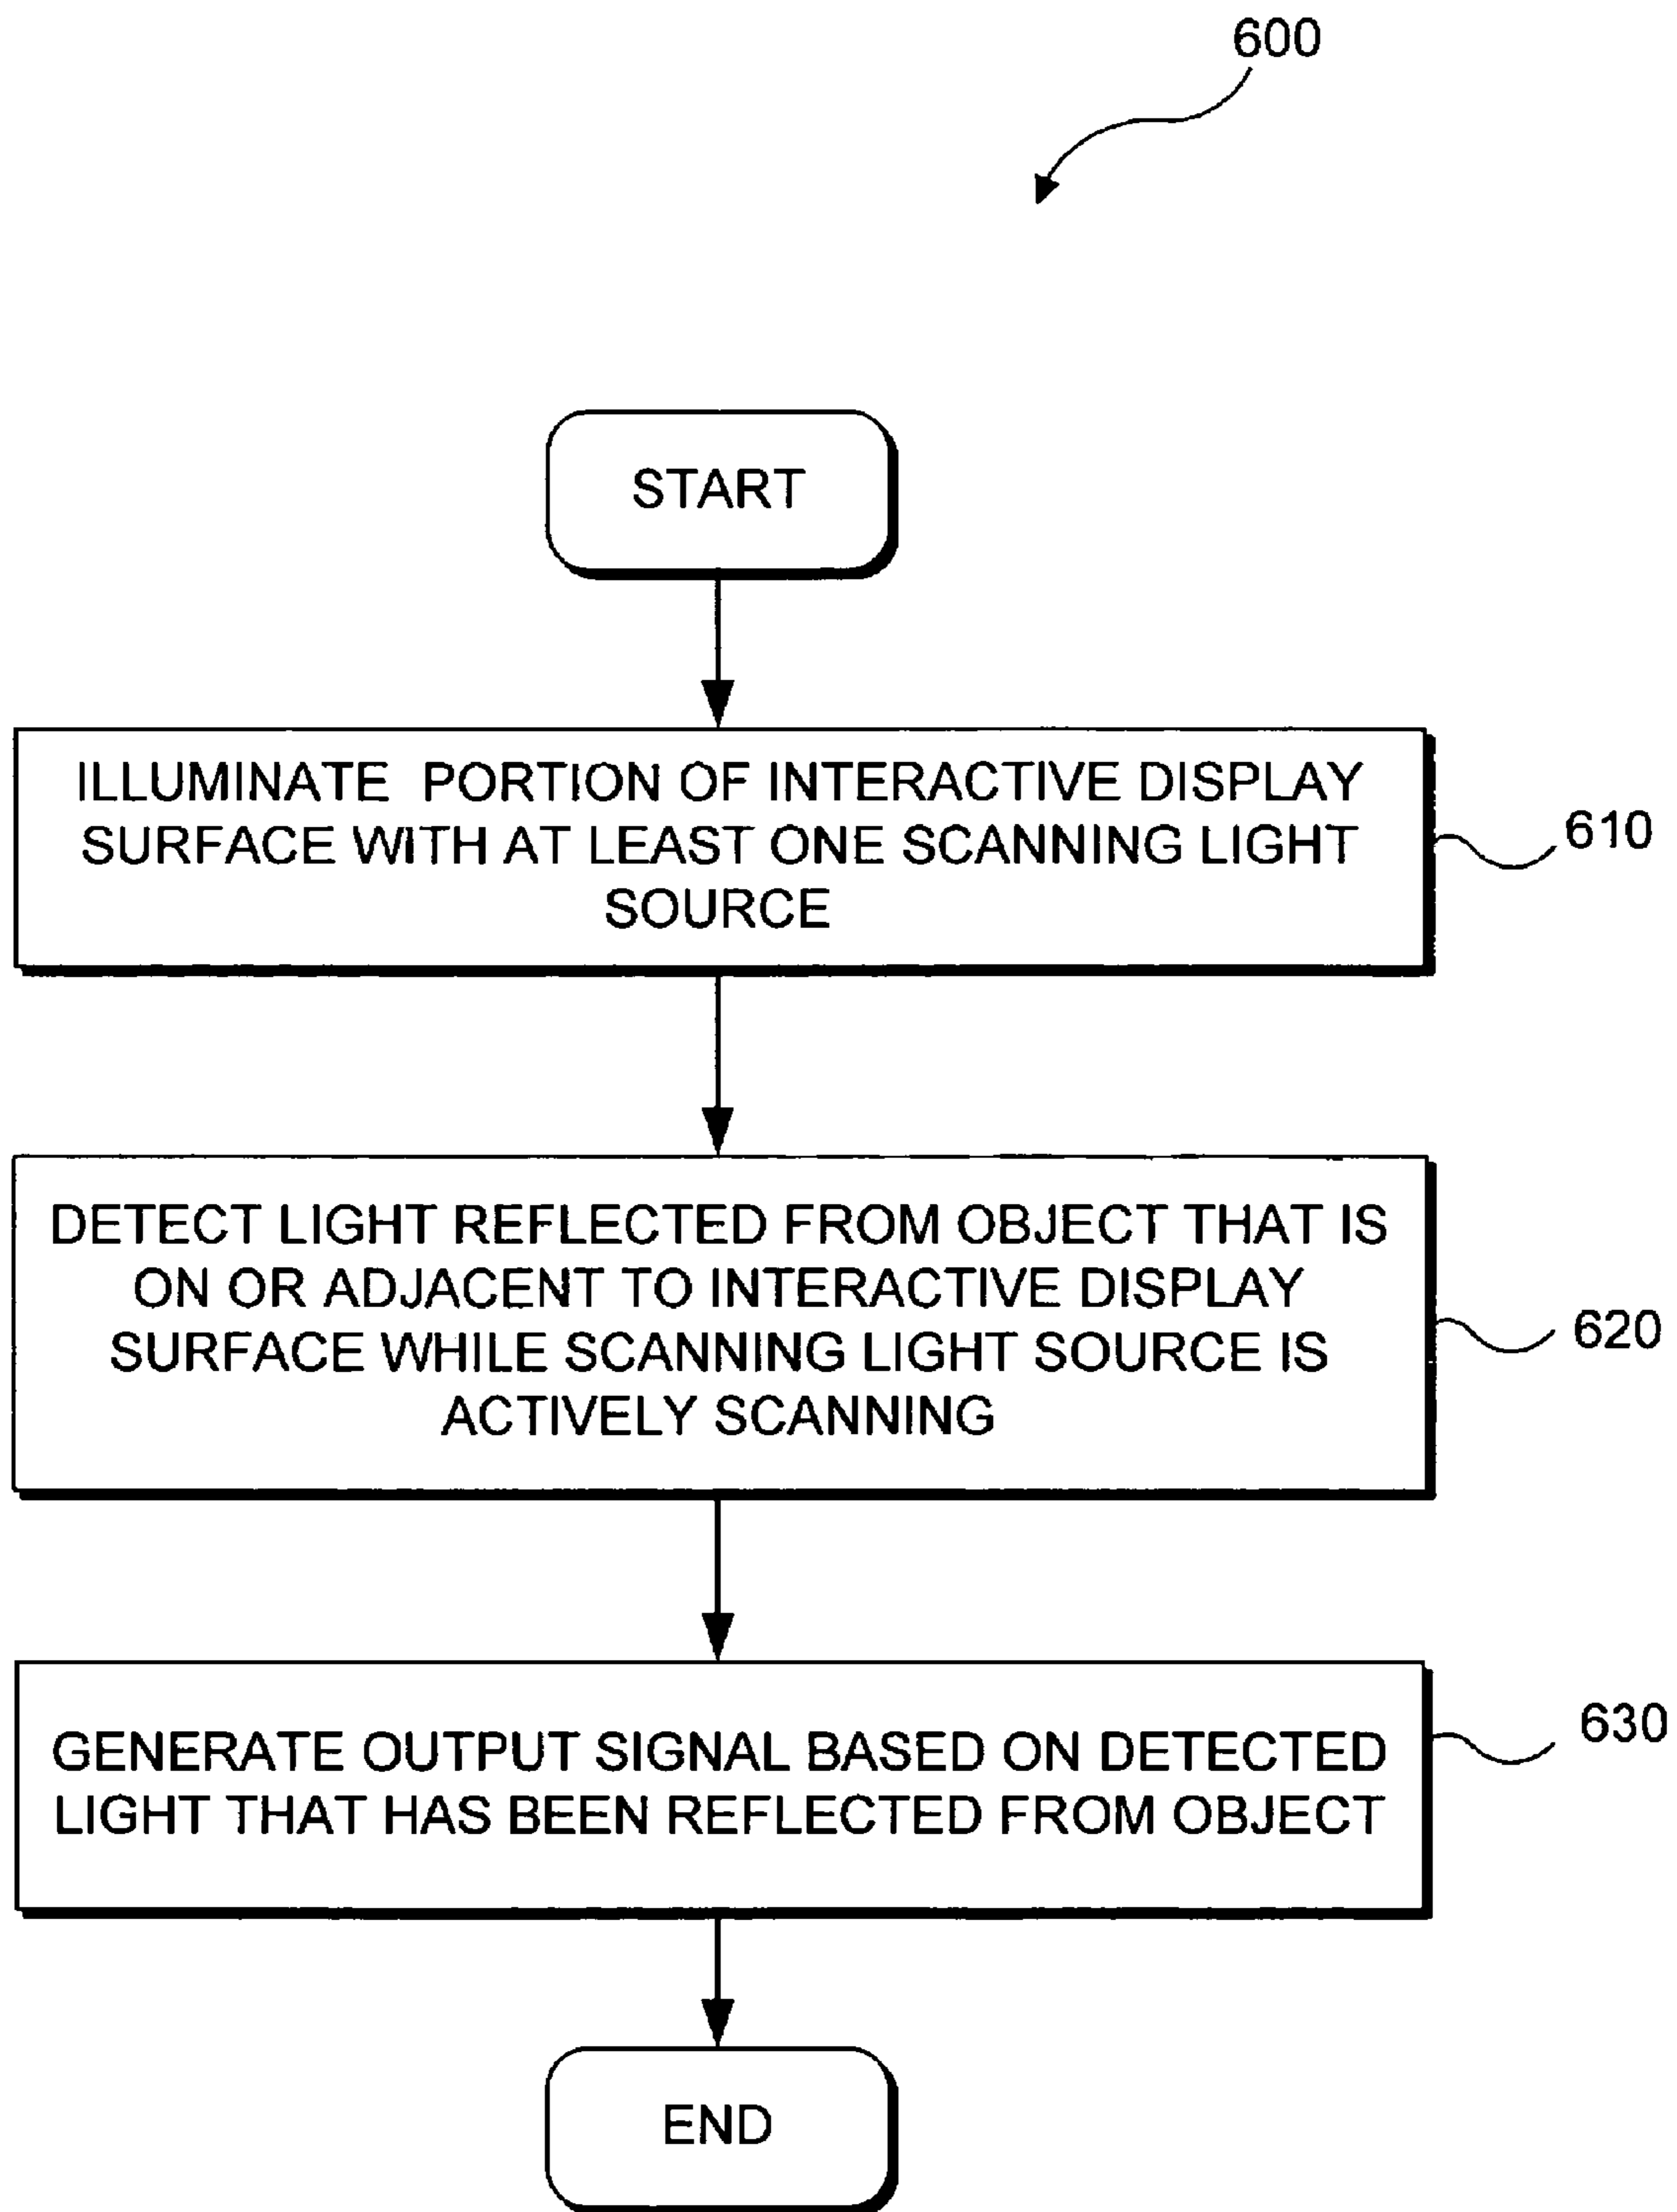 600
START
ILLUMINATE PORTION OF INTERACTIVE DISPLAY
SURFACE WITH AT LEAST ONE SCANNING LIGHT
SOURCE
610
DETECT LIGHT REFLECTED FROM OBJECT THAT IS
ON OR ADJACENT TO INTERACTIVE DISPLAY
SURFACE WHILE SCANNING LIGHT SOURCE IS
ACTIVELY SCANNING
620
GENERATE OUTPUT SIGNAL BASED ON DETECTED
LIGHT THAT HAS BEEN REFLECTED FROM OBJECT
630
END